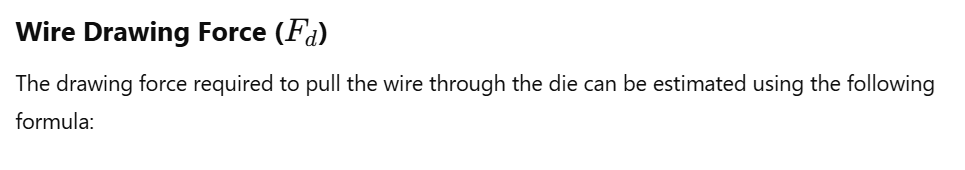 Wire Drawing Force (F_d)
The drawing force required to pull the wire through the die can be estimated using the following
formula: